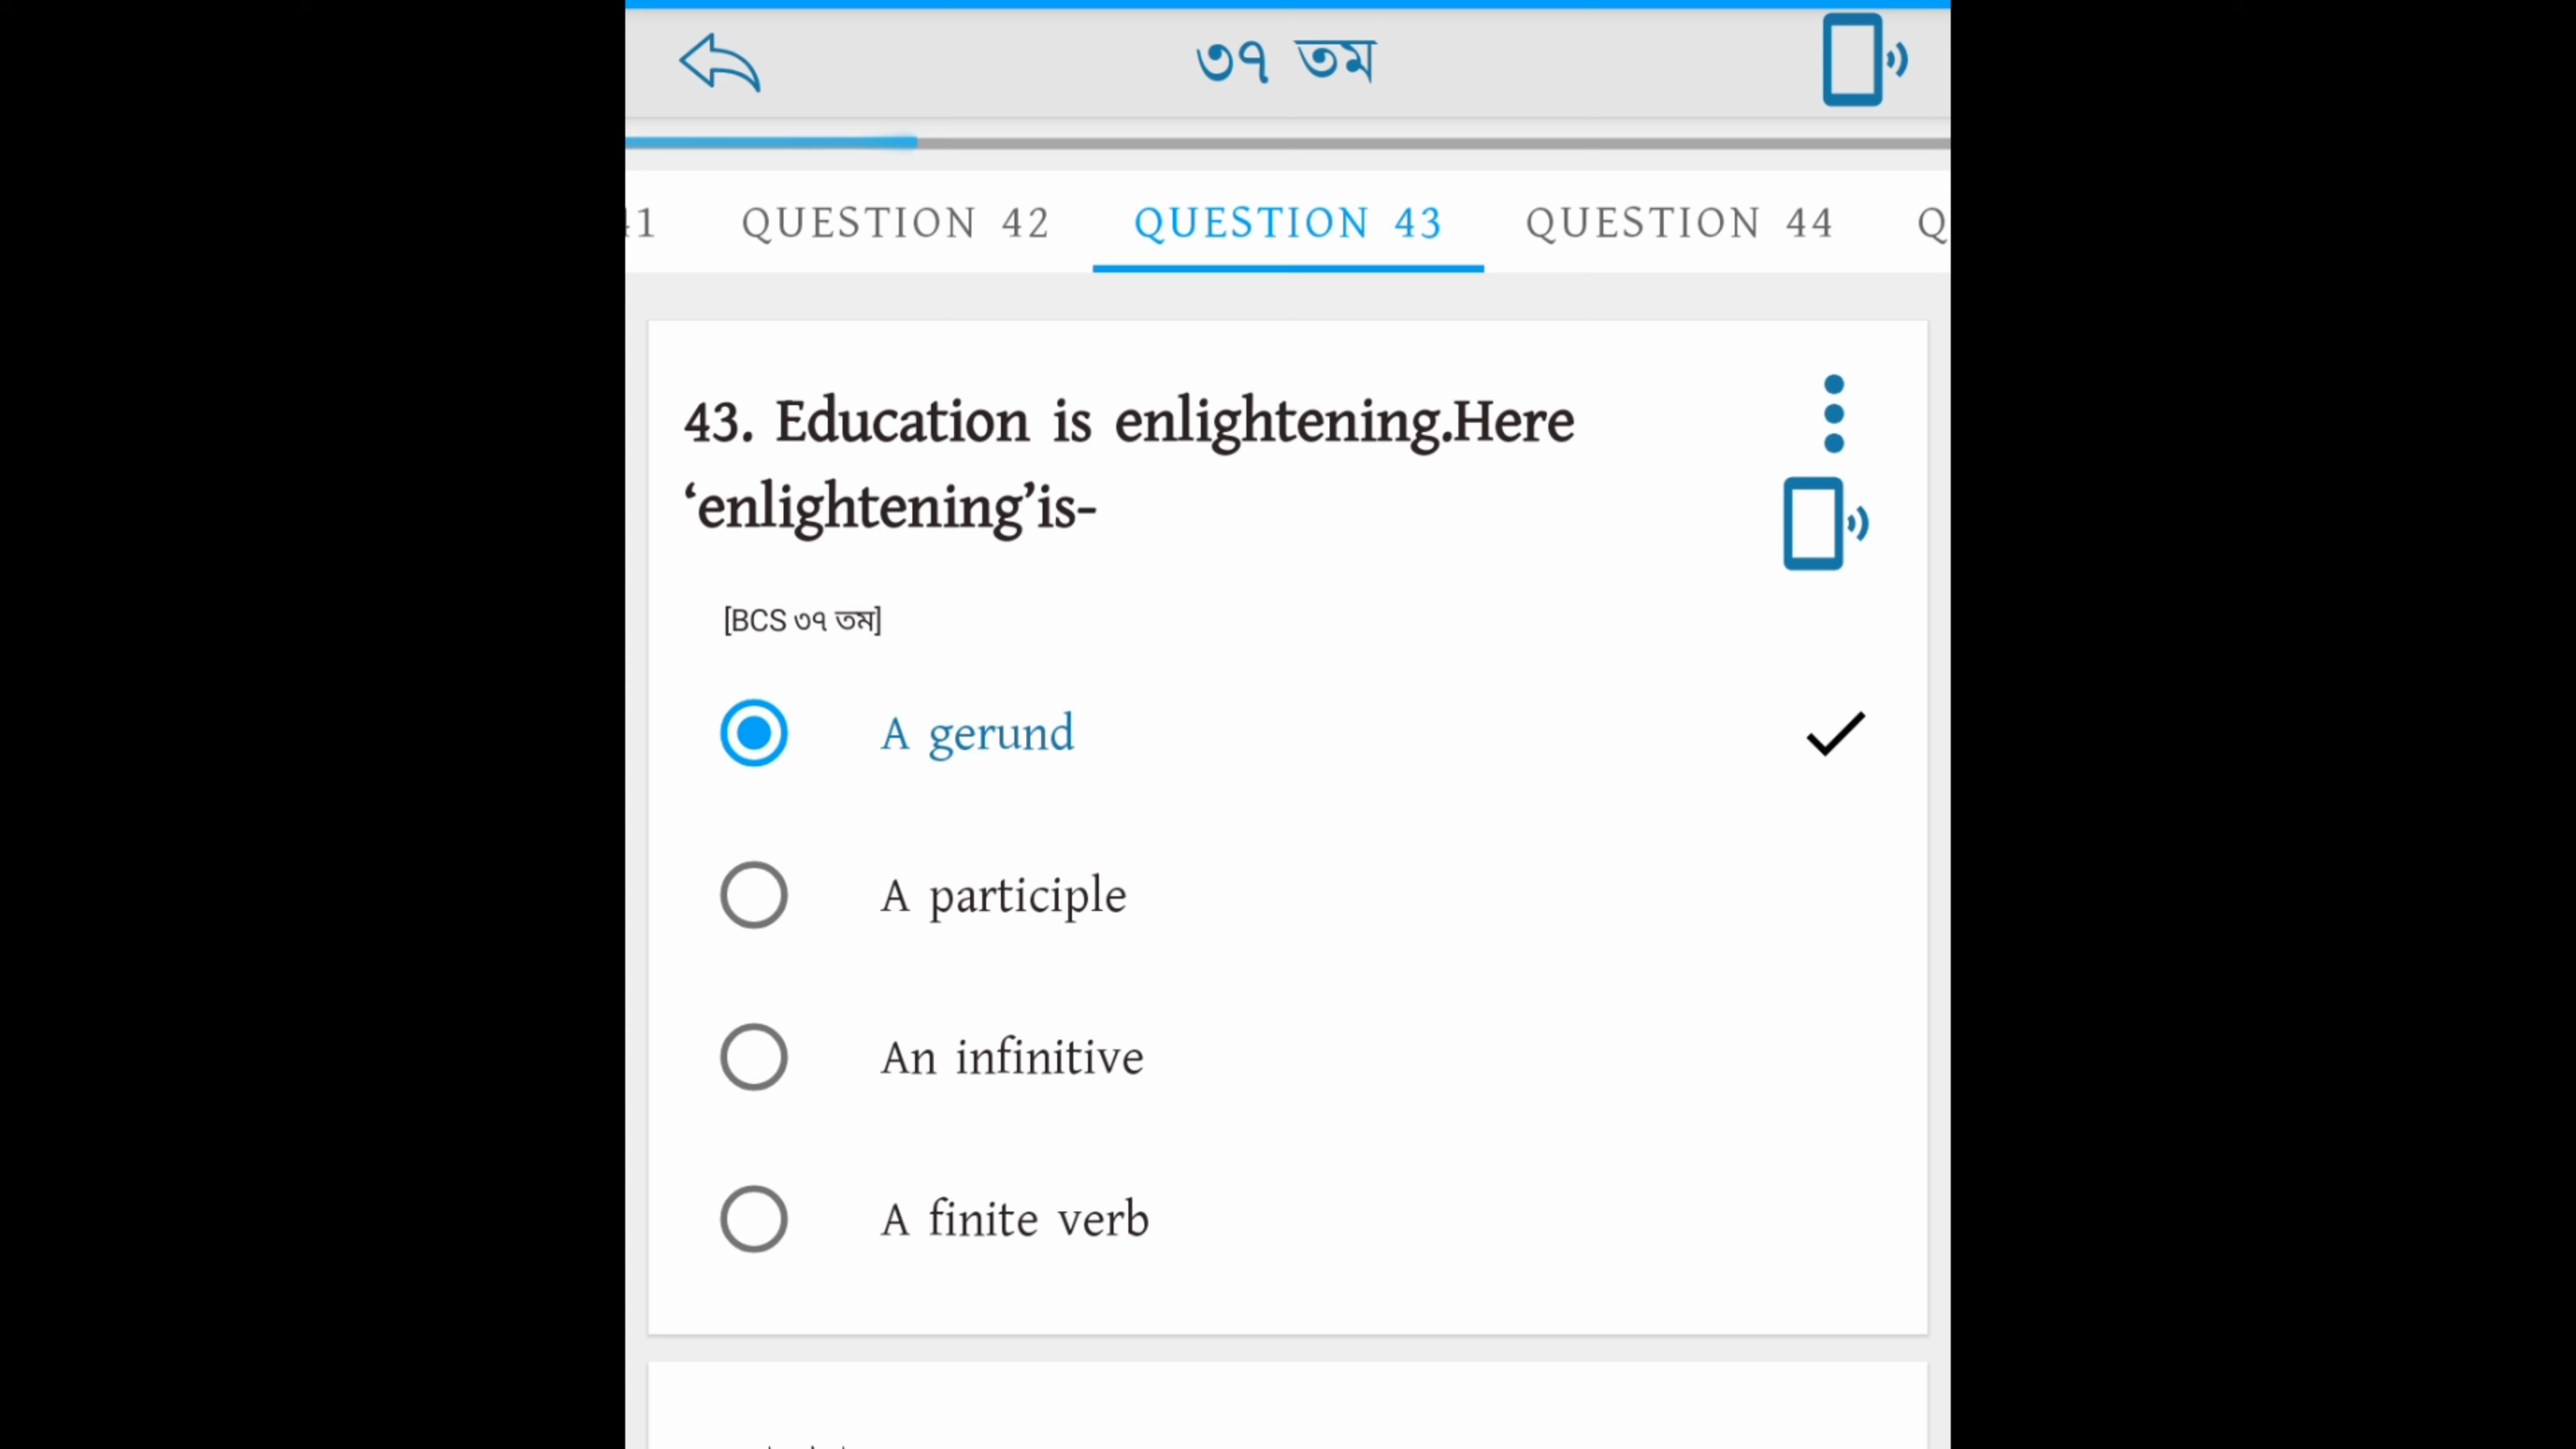 ৩৭ তম
41 QUESTION 42 QUESTION 43 QUESTION 44 Q
43. Education is enlightening.Here
‘enlightening’is-
[BCS ৩৭ তম]
A gerund
A participle
An infinitive
A finite verb